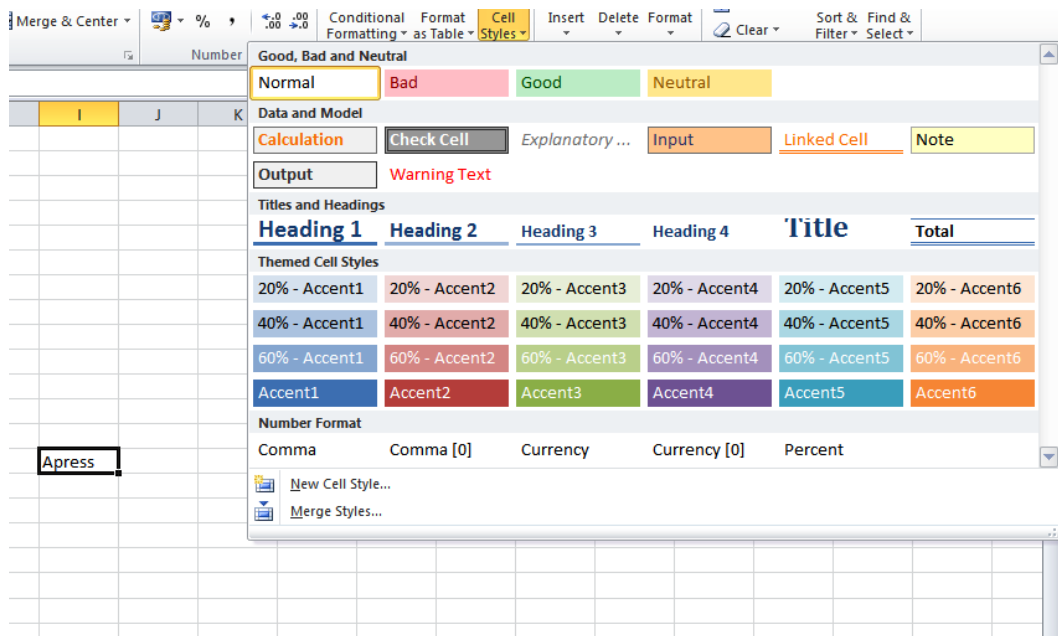 Merge & Center % , .00 .00 Conditional Format Cell Insert Delete Format Clear Sort & Find &
Formatting as Table Styles Filter Select
Number
Good, Bad and Neutral
Normal Bad Good Neutral
I J K
Data and Model
Calculation Check Cell Explanatory ... Input Linked Cell Note
Output Warning Text
Titles and Headings
Heading 1 Heading 2 Heading 3 Heading 4 Title Total
Themed Cell Styles
20% - Accent1 20% - Accent2 20% - Accent3 20% - Accent4 20% - Accent5 20% - Accent6
40% - Accent1 40% - Accent2 40% - Accent3 40% - Accent4 40% - Accent5 40% - Accent6
60% - Accent1 60% - Accent2 60% - Accent3 60% - Accent4 60% - Accent5 60% - Accent6
Accent1 Accent2 Accent3 Accent4 Accent5 Accent6
Number Format
Comma Comma [0] Currency Currency [0] Percent
Apress
New Cell Style...
Merge Styles...